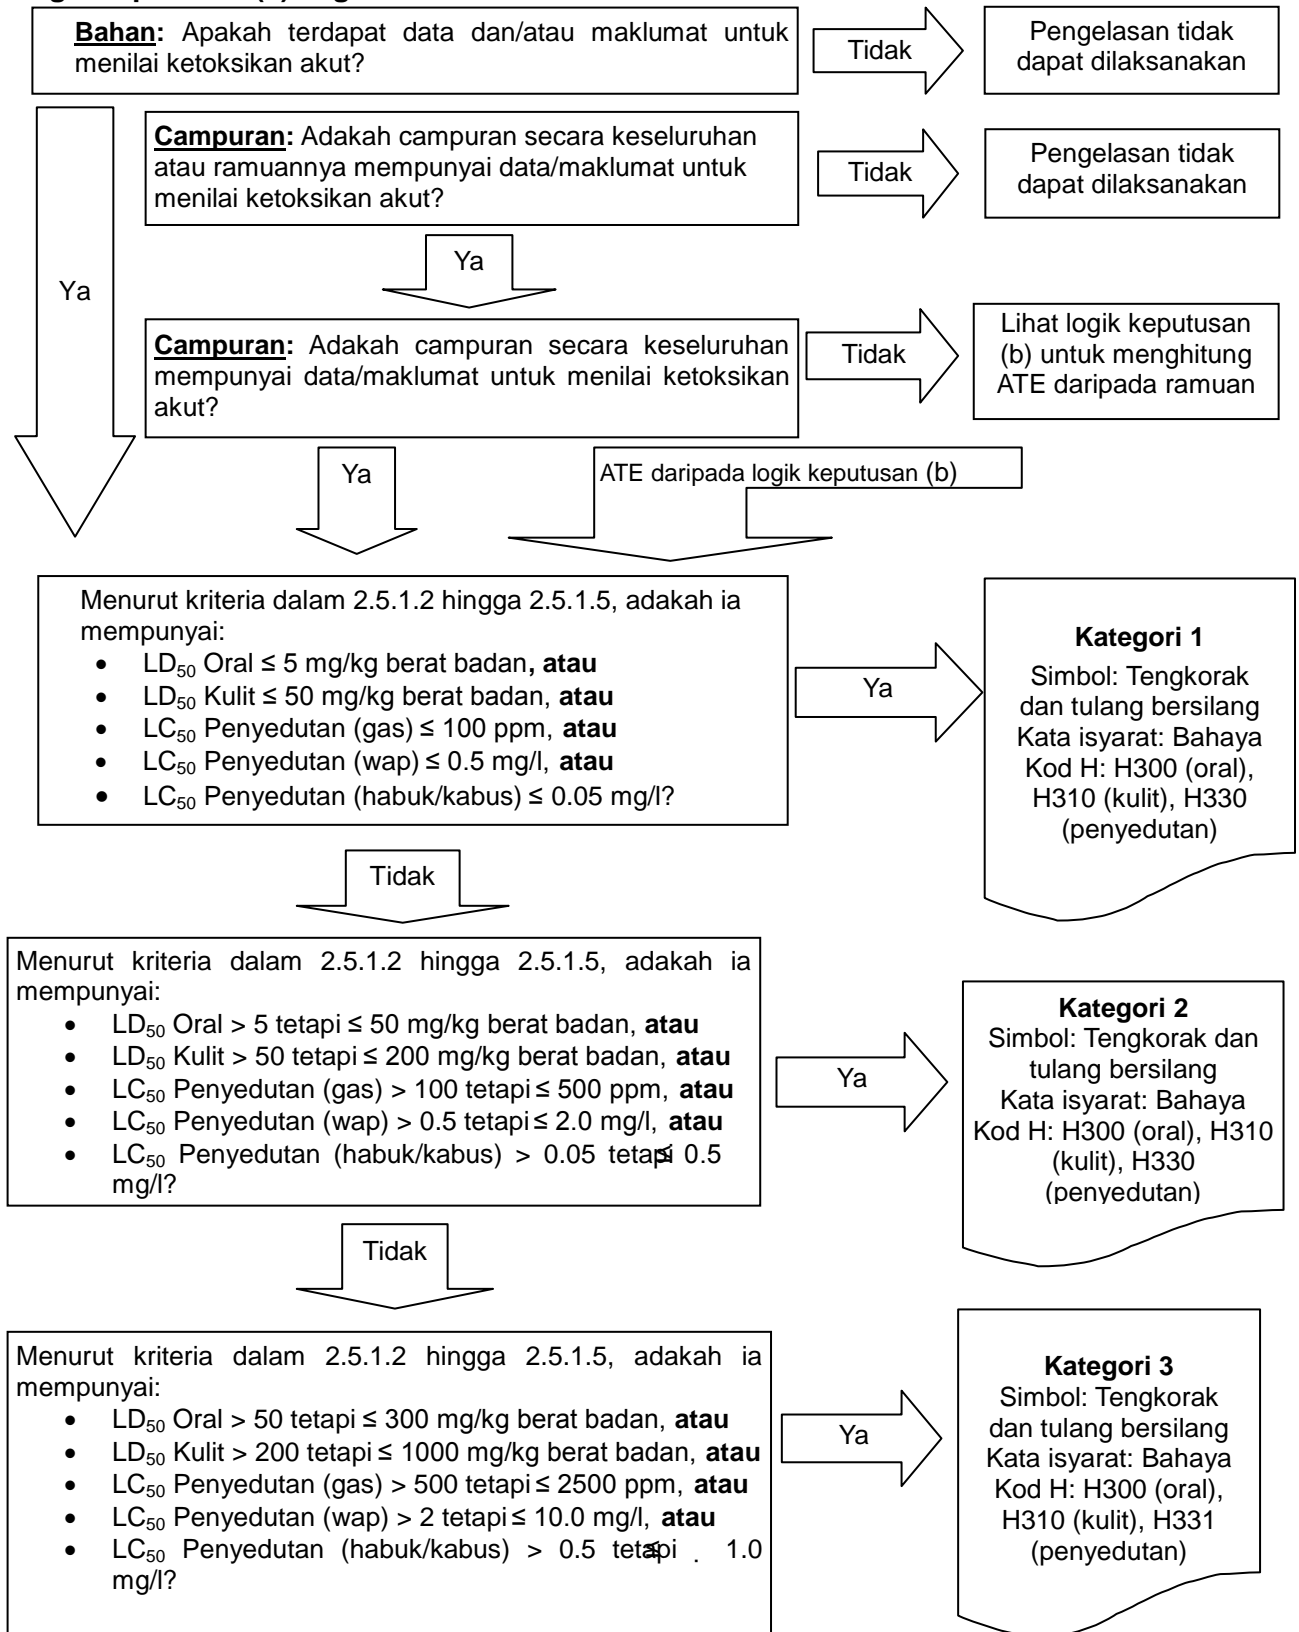 Bahan: Apakah terdapat data dan/atau maklumat untuk
menilai ketoksikan akut?
Tidak
Pengelasan tidak
dapat dilaksanakan
Campuran: Adakah campuran secara keseluruhan
atau ramuannya mempunyai data/maklumat untuk
menilai ketoksikan akut?
Tidak
Pengelasan tidak
dapat dilaksanakan
Ya
Ya
Campuran: Adakah campuran secara keseluruhan
mempunyai data/maklumat untuk menilai ketoksikan
akut?
Tidak
Lihat logik keputusan
(b) untuk menghitung
ATE daripada ramuan
Ya
ATE daripada logik keputusan (b)
Menurut kriteria dalam 2.5.1.2 hingga 2.5.1.5, adakah ia
mempunyai:
• LD50 Oral ≤ 5 mg/kg berat badan, atau
• LD50 Kulit ≤ 50 mg/kg berat badan, atau
• LC50 Penyedutan (gas) ≤ 100 ppm, atau
• LC50 Penyedutan (wap) ≤ 0.5 mg/l, atau
• LC50 Penyedutan (habuk/kabus) ≤ 0.05 mg/l?
Ya
Kategori 1
Simbol: Tengkorak
dan tulang bersilang
Kata isyarat: Bahaya
Kod H: H300 (oral),
H310 (kulit), H330
(penyedutan)
Tidak
Menurut kriteria dalam 2.5.1.2 hingga 2.5.1.5, adakah ia
mempunyai:
• LD50 Oral > 5 tetapi ≤ 50 mg/kg berat badan, atau
• LD50 Kulit > 50 tetapi ≤ 200 mg/kg berat badan, atau
• LC50 Penyedutan (gas) > 100 tetapi ≤ 500 ppm, atau
• LC50 Penyedutan (wap) > 0.5 tetapi ≤ 2.0 mg/l, atau
• LC50 Penyedutan (habuk/kabus) > 0.05 tetapi ≤ 0.5
mg/l?
Ya
Kategori 2
Simbol: Tengkorak dan
tulang bersilang
Kata isyarat: Bahaya
Kod H: H300 (oral), H310
(kulit), H330
(penyedutan)
Tidak
Menurut kriteria dalam 2.5.1.2 hingga 2.5.1.5, adakah ia
mempunyai:
• LD50 Oral > 50 tetapi ≤ 300 mg/kg berat badan, atau
• LD50 Kulit > 200 tetapi ≤ 1000 mg/kg berat badan, atau
• LC50 Penyedutan (gas) > 500 tetapi ≤ 2500 ppm, atau
• LC50 Penyedutan (wap) > 2 tetapi ≤ 10.0 mg/l, atau
• LC50 Penyedutan (habuk/kabus) > 0.5 tetapi ≤ . 1.0
mg/l?
Ya
Kategori 3
Simbol: Tengkorak
dan tulang bersilang
Kata isyarat: Bahaya
Kod H: H300 (oral),
H310 (kulit), H331
(penyedutan)